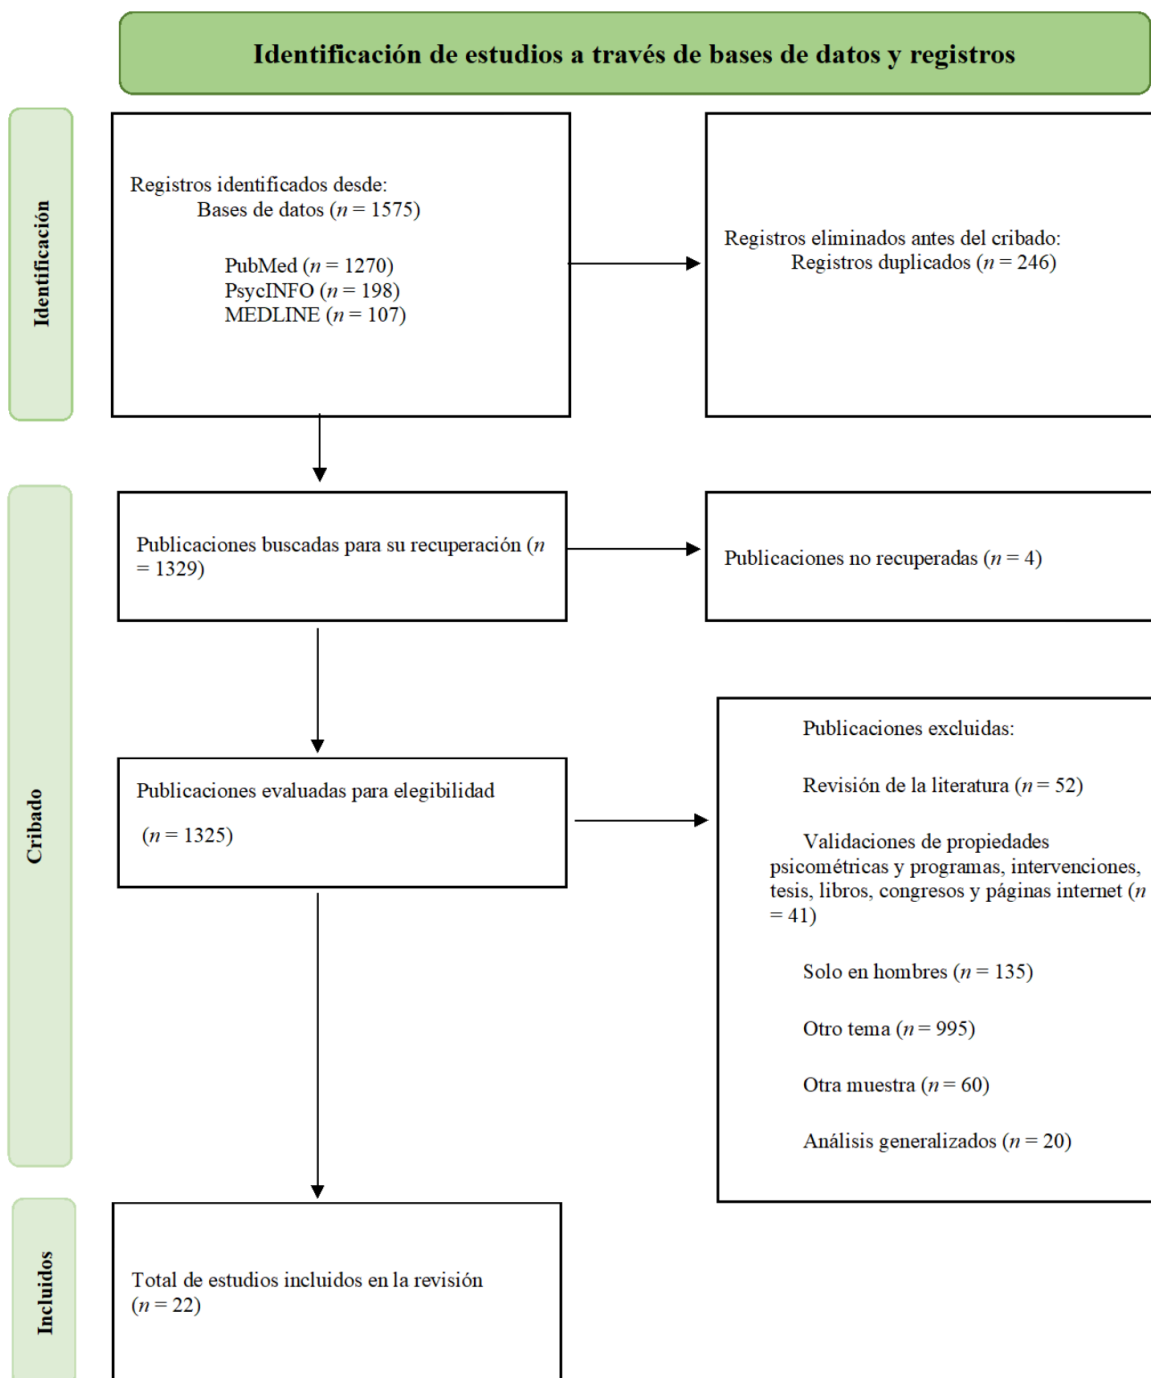 Identificación de estudios a través de bases de datos y registros
Identificación
Registros identificados desde:
Bases de datos (n = 1575)
PubMed (n = 1270)
PsycINFO (n = 198)
MEDLINE (n = 107)
Registros eliminados antes del cribado:
Registros duplicados (n = 246)
Cribado
Publicaciones buscadas para su recuperación (n
= 1329)
Publicaciones no recuperadas (n = 4)
Publicaciones evaluadas para elegibilidad
(n = 1325)
Publicaciones excluidas:
Revisión de la literatura (n = 52)
Validaciones de propiedades
psicométricas y programas, intervenciones,
tesis, libros, congresos y páginas internet (n
= 41)
Solo en hombres (n = 135)
Otro tema (n = 995)
Otra muestra (n = 60)
Análisis generalizados (n = 20)
Incluidos
Total de estudios incluidos en la revisión
(n = 22)